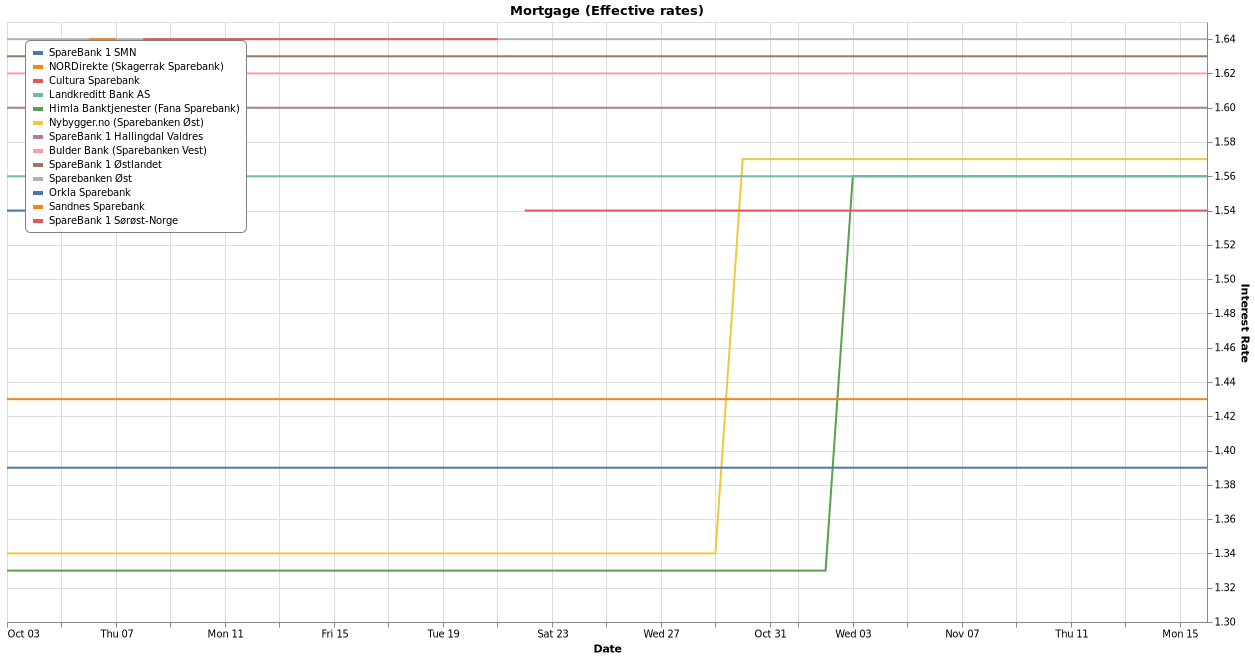 Mortgage (Effective rates)
SpareBank 1 SMN
NORDirekte (Skagerrak Sparebank)
Cultura Sparebank
Landkreditt Bank AS
Himla Banktjenester (Fana Sparebank)
Nybygger.no (Sparebanken Øst)
SpareBank 1 Hallingdal Valdres
Bulder Bank (Sparebanken Vest)
SpareBank 1 Østlandet
Sparebanken Øst
Orkla Sparebank
Sandnes Sparebank
SpareBank 1 Sørøst-Norge
1.64
1.62
1.60
1.58
1.56
1.54
1.52
1.50
1.48
1.46
1.44
1.42
1.40
1.38
1.36
1.34
1.32
1.30
Interest Rate
Oct 03 Thu 07 Mon 11 Fri 15 Tue 19 Sat 23 Wed 27 Oct 31 Wed 03 Nov 07 Thu 11 Mon 15
Date